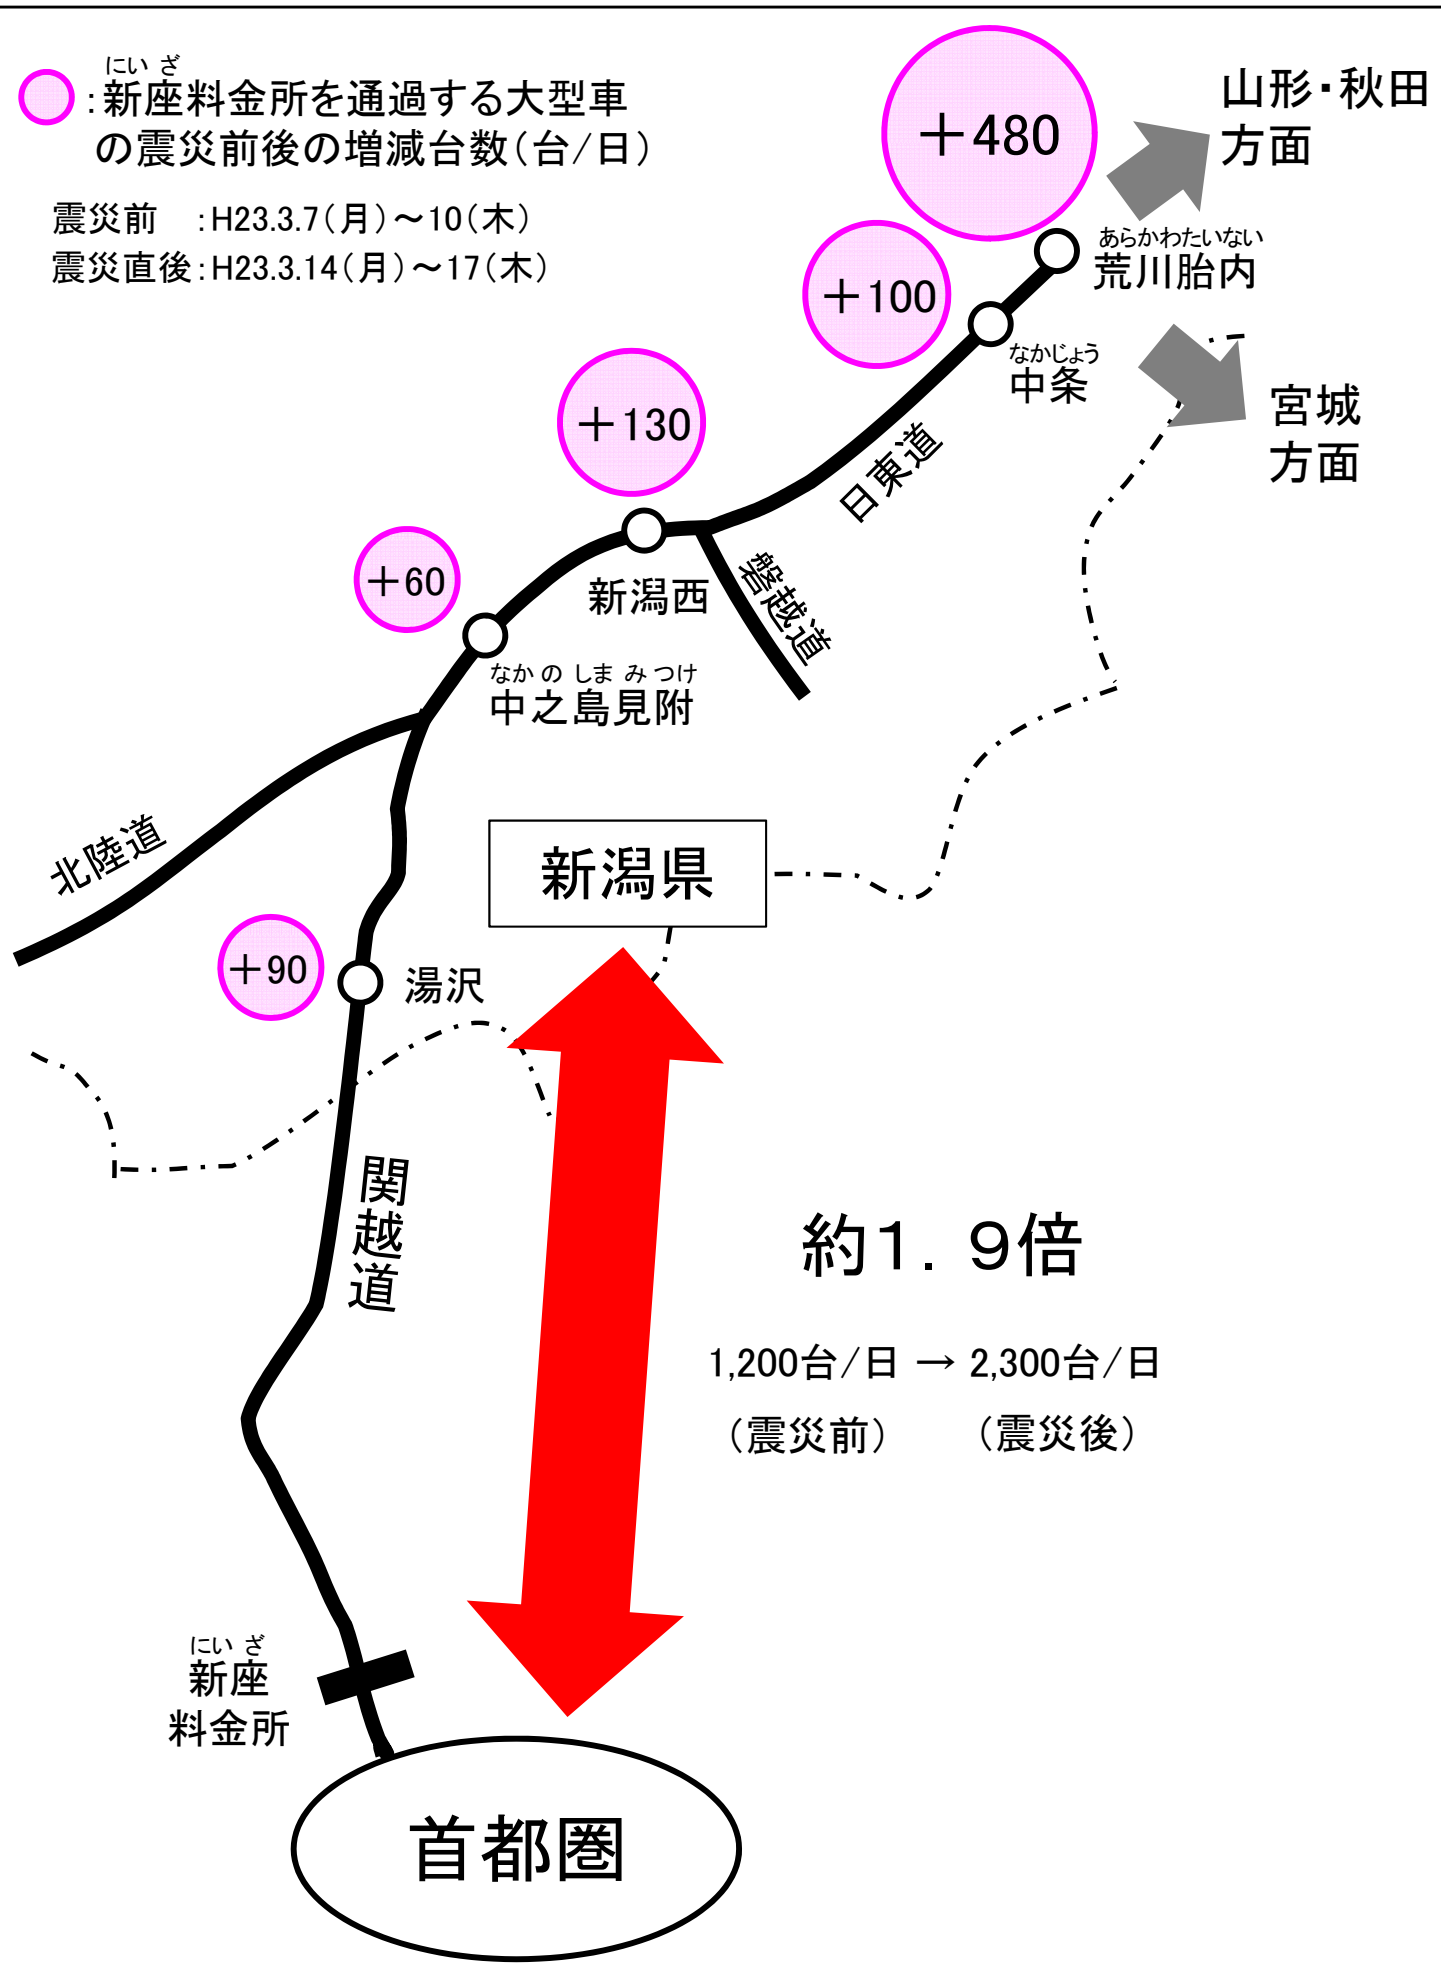 にいざ
：新座料金所を通過する大型車
の震災前後の増減台数（台/日）
震災前　：H23.3.7（月）～10（木）
震災直後：H23.3.14（月）～17（木）
＋480
山形・秋田
方面
あらかわたいない
荒川胎内
＋100
なかじょう
中条
宮城
方面
＋130
日東道
新潟西
磐越道
＋60
なかのしまみつけ
中之島見附
北陸道
新潟県
＋90
湯沢
関越道
約１．９倍
1,200台/日 → 2,300台/日
（震災前）　（震災後）
にいざ
新座
料金所
首都圏